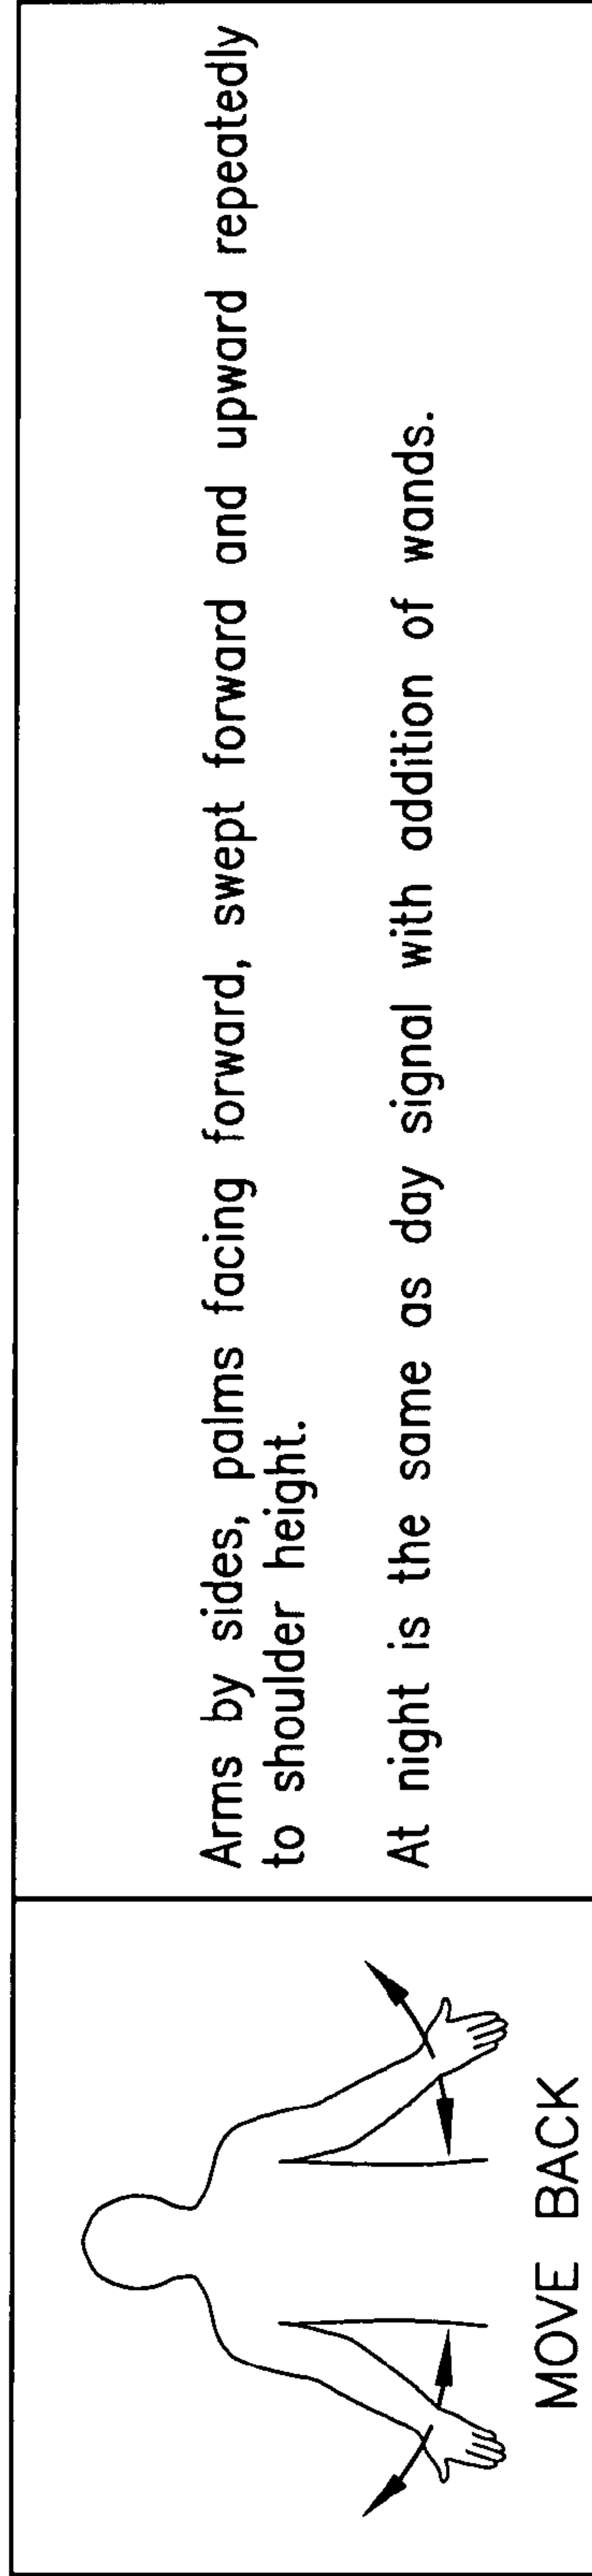 MOVE BACK
Arms by sides, palms facing forward, swept forward and upward repeatedly
to shoulder height.
At night is the same as day signal with addition of wands.